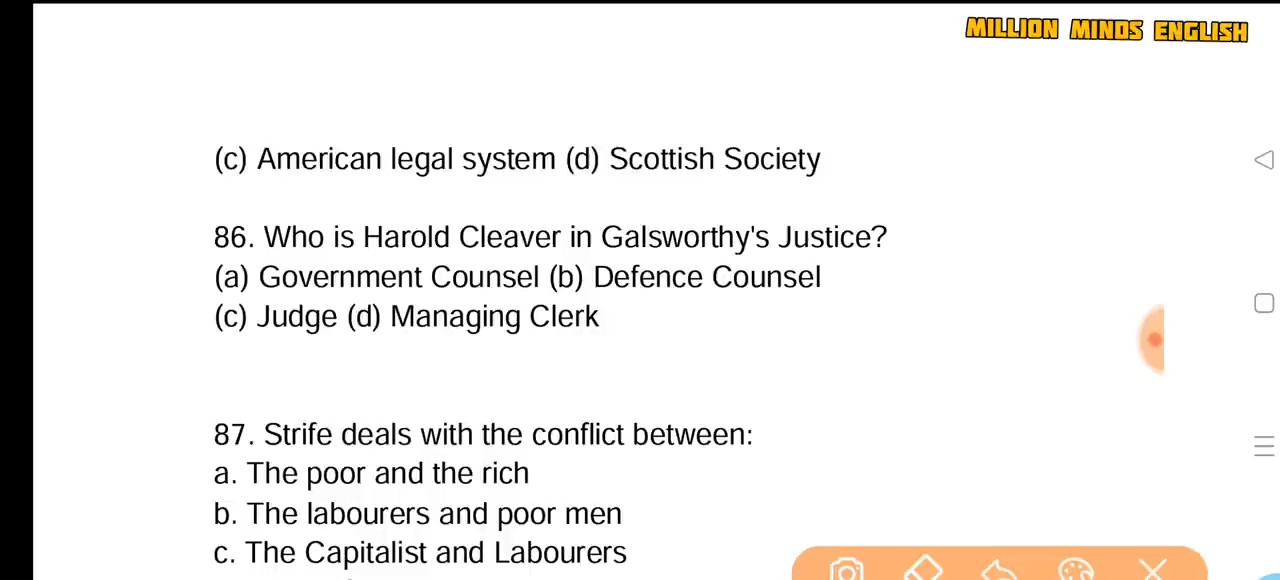 MILLION MINDS ENGLISH
(c) American legal system (d) Scottish Society
86. Who is Harold Cleaver in Galsworthy's Justice?
(a) Government Counsel (b) Defence Counsel
(c) Judge (d) Managing Clerk
87. Strife deals with the conflict between:
a. The poor and the rich
b. The labourers and poor men
c. The Capitalist and Labourers